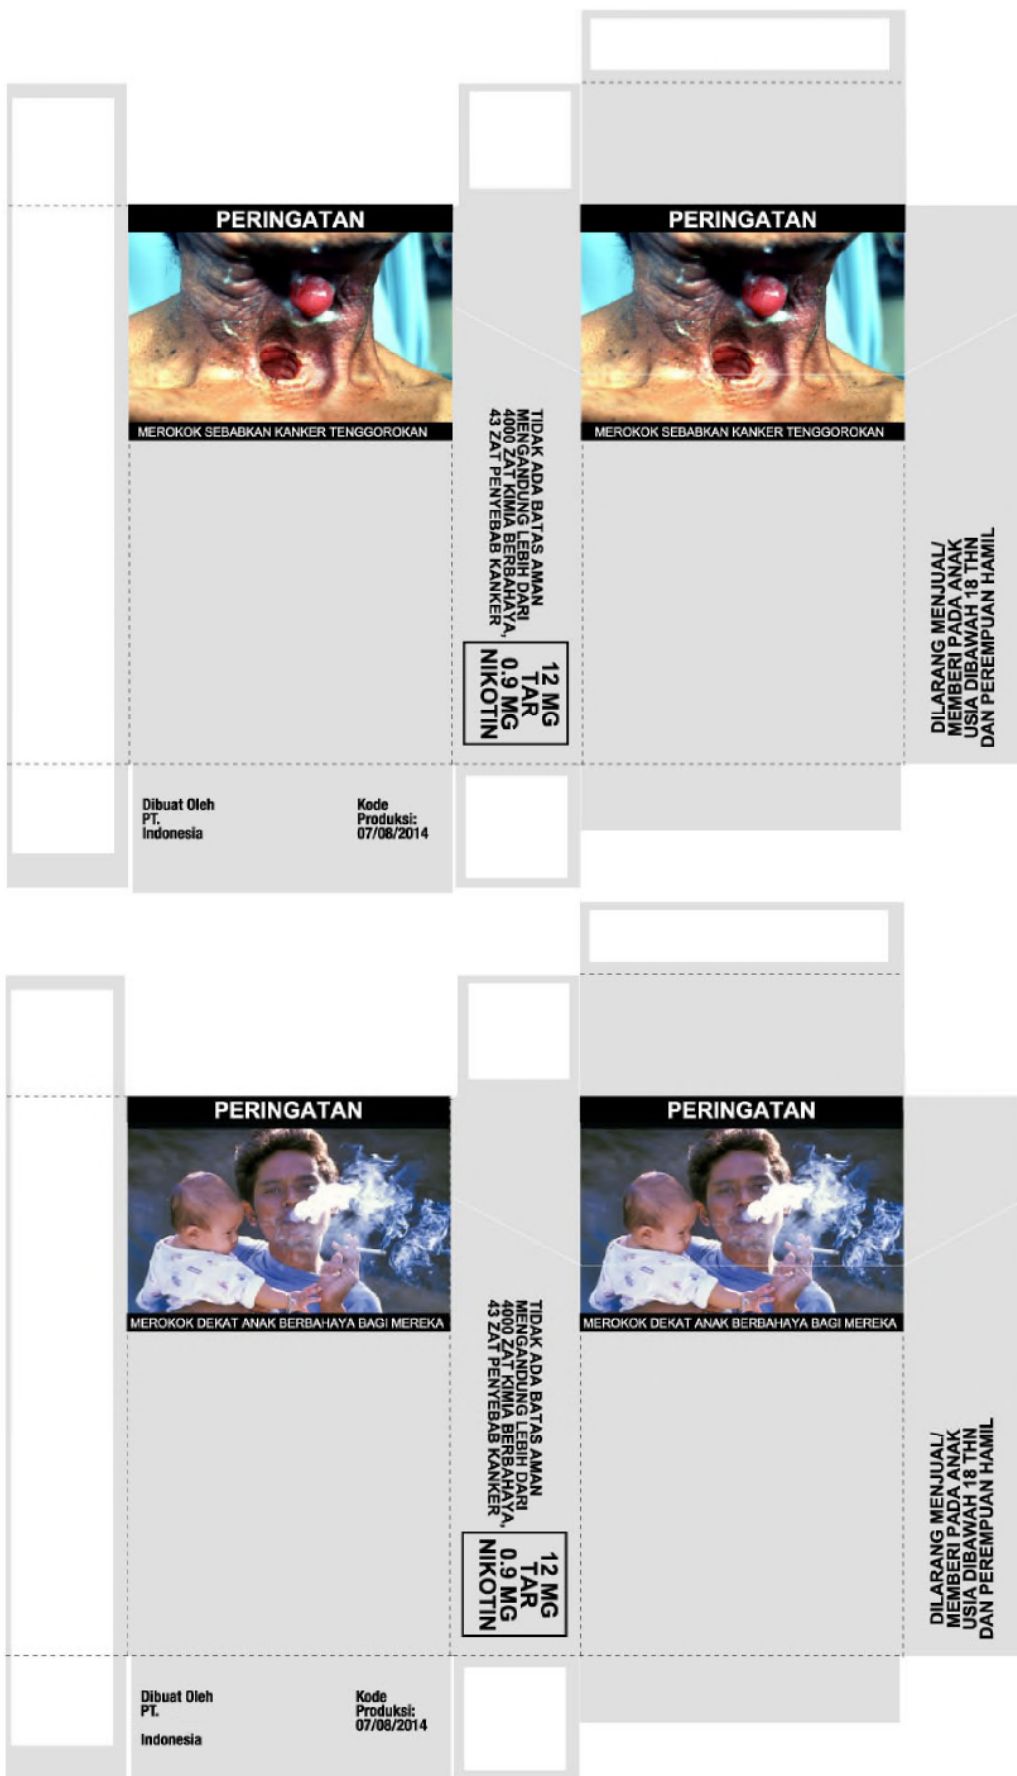 PERINGATAN
MEROKOK SEBABKAN KANKER TENGGOROKAN
TIDAK ADA BATAS AMAN
MENGANDUNG LEBIH DARI
4000 ZAT KIMIA BERBAHAYA,
43 ZAT PENYEBAB KANKER
12 MG
TAR
0.9 MG
NIKOTIN
PERINGATAN
MEROKOK SEBABKAN KANKER TENGGOROKAN
DILARANG MENJUAL/
MEMBERI PADA ANAK
USIA DIBAWAH 18 THN
DAN PEREMPUAN HAMIL
Dibuat Oleh
PT.
Indonesia
Kode
Produksi:
07/08/2014
PERINGATAN
MEROKOK DEKAT ANAK BERBAHAYA BAGI MEREKA
TIDAK ADA BATAS AMAN
MENGANDUNG LEBIH DARI
4000 ZAT KIMIA BERBAHAYA,
43 ZAT PENYEBAB KANKER
12 MG
TAR
0.9 MG
NIKOTIN
PERINGATAN
MEROKOK DEKAT ANAK BERBAHAYA BAGI MEREKA
DILARANG MENJUAL/
MEMBERI PADA ANAK
USIA DIBAWAH 18 THN
DAN PEREMPUAN HAMIL
Dibuat Oleh
PT.
Indonesia
Kode
Produksi:
07/08/2014